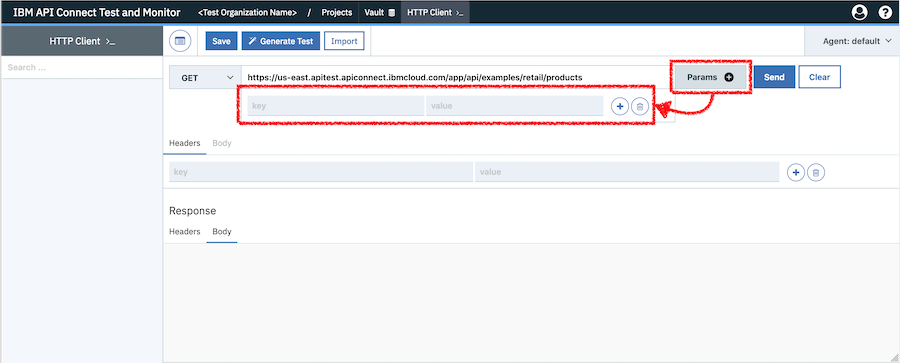 IBM API Connect Test and Monitor <Test Organization Name> / Projects Vault HTTP Client >_
HTTP Client >_ Save Generate Test Import Agent: default
Search ...
GET https://us-east.apitest.apiconnect.ibmcloud.com/app/api/examples/retail/products Params Send Clear
key value
Headers Body
key value
Response
Headers Body